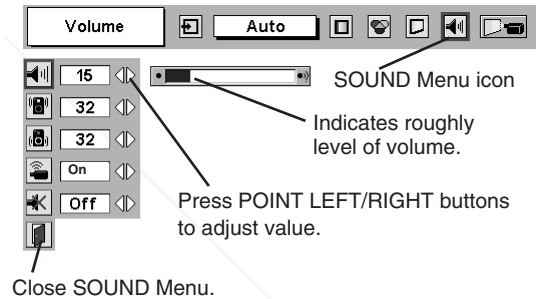 Volume
Auto
SOUND Menu icon
15
32
Indicates roughly
level of volume.
32
On
Off
Press POINT LEFT/RIGHT buttons
to adjust value.
Close SOUND Menu.